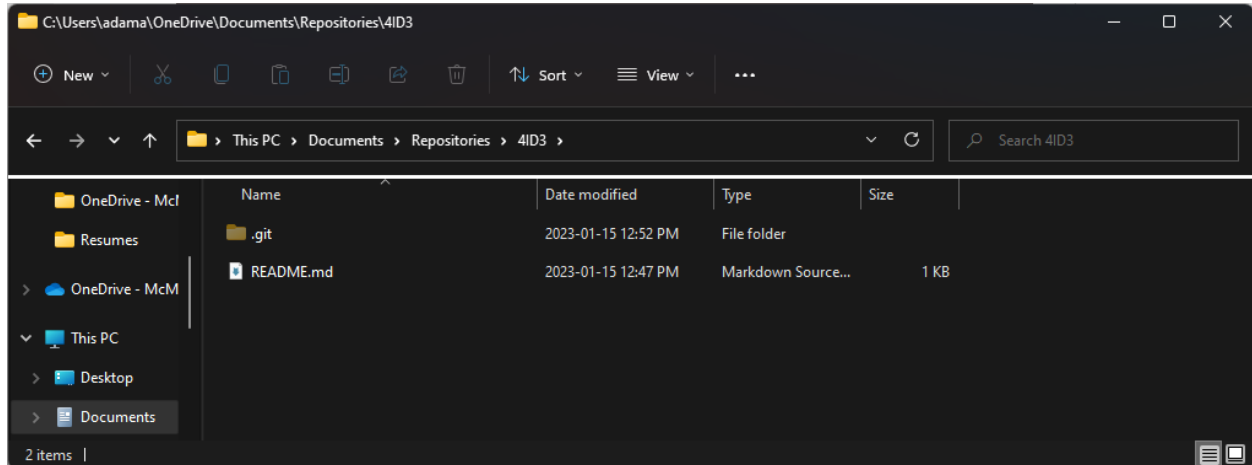 C:\Users\adama\OneDrive\Documents\Repositories\4ID3
New Sort View
This PC > Documents > Repositories > 4ID3 > Search 4ID3
Name Date modified Type Size
OneDrive - McM
.git 2023-01-15 12:52 PM File folder
Resumes
README.md 2023-01-15 12:47 PM Markdown Source... 1 KB
OneDrive - McM
This PC
Desktop
Documents
2 items